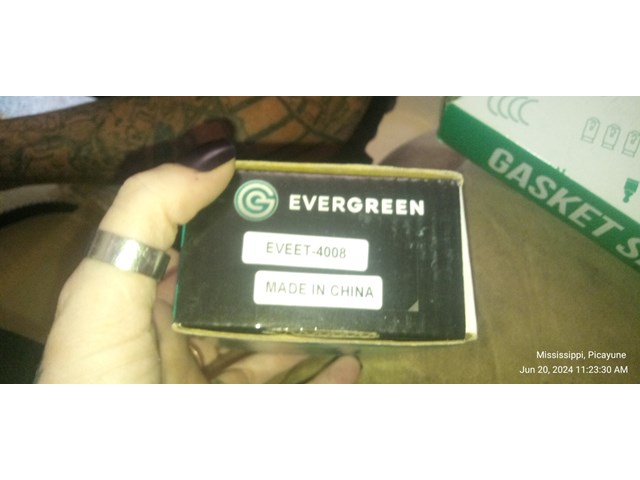 EVERGREEN
EVEET-4008
MADE IN CHINA
GASKET S
Mississippi, Picayune
Jun 20, 2024 11:23:30 AM